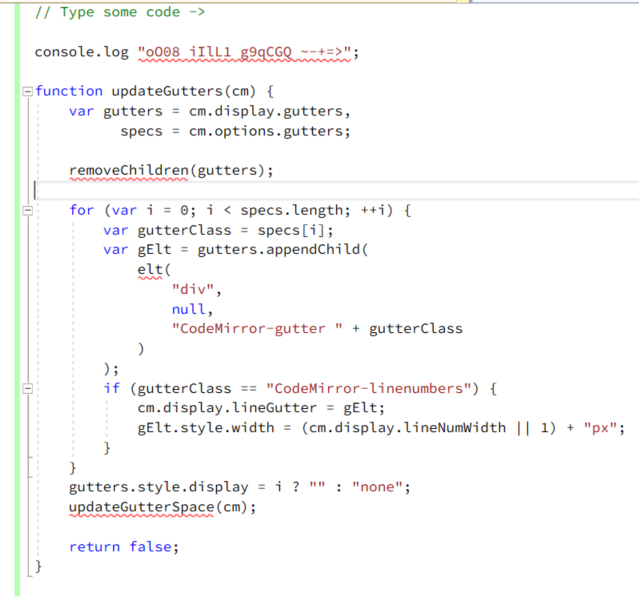 // Type some code ->
console.log "oO08 iIlL1 g9qCGQ ~-+=>";
function updateGutters(cm) {
var gutters = cm.display.gutters,
specs = cm.options.gutters;
removeChildren(gutters);
for (var i = 0; i < specs.length; ++i) {
var gutterClass = specs[i];
var gElt = gutters.appendChild(
elt(
"div",
null,
"CodeMirror-gutter " + gutterClass
)
);
if (gutterClass == "CodeMirror-linenumbers") {
cm.display.lineGutter = gElt;
gElt.style.width = (cm.display.lineNumWidth || 1) + "px";
}
}
gutters.style.display = i ? "" : "none";
updateGutterSpace(cm);
return false;
}